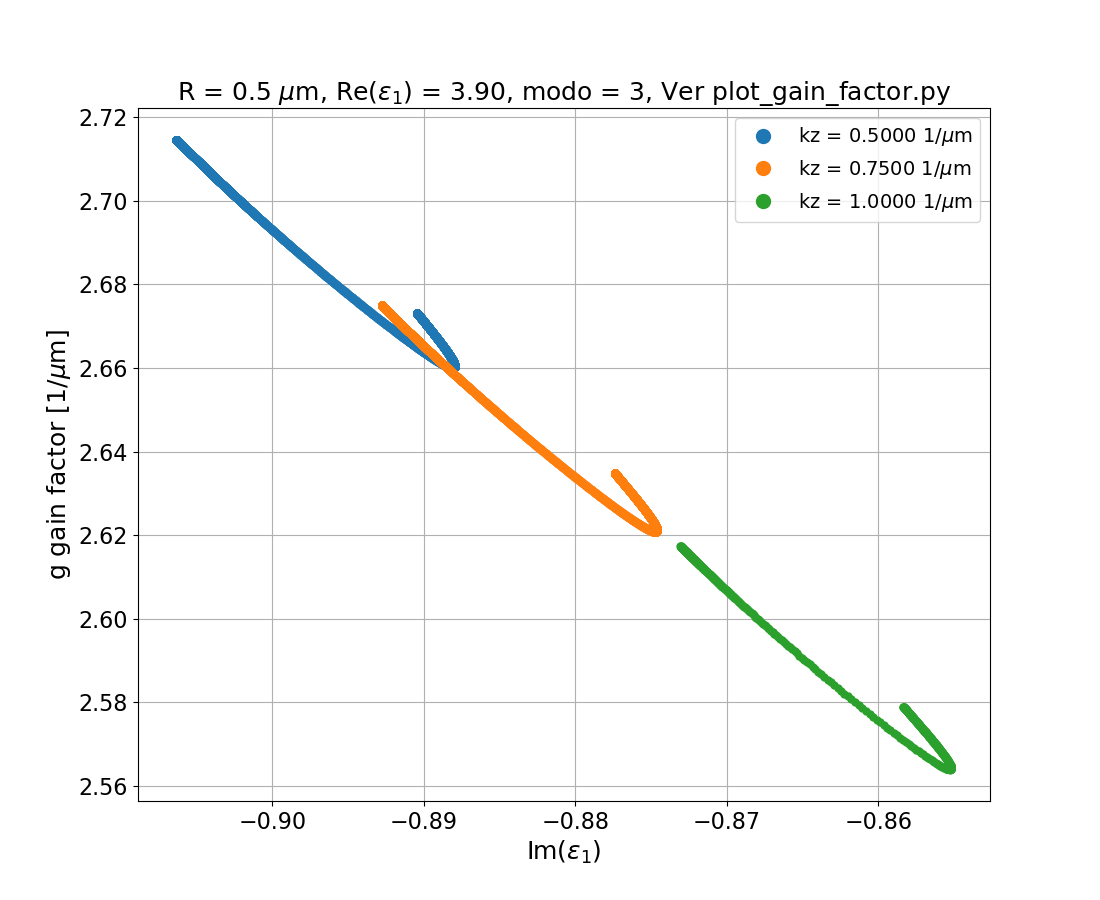 R = 0.5 μm, Re(ε₁) = 3.90, modo = 3, Ver plot_gain_factor.py
kz = 0.5000 1/μm
kz = 0.7500 1/μm
kz = 1.0000 1/μm
g gain factor [1/μm]
2.72
2.70
2.68
2.66
2.64
2.62
2.60
2.58
2.56
−0.90 −0.89 −0.88 −0.87 −0.86
Im(ε₁)